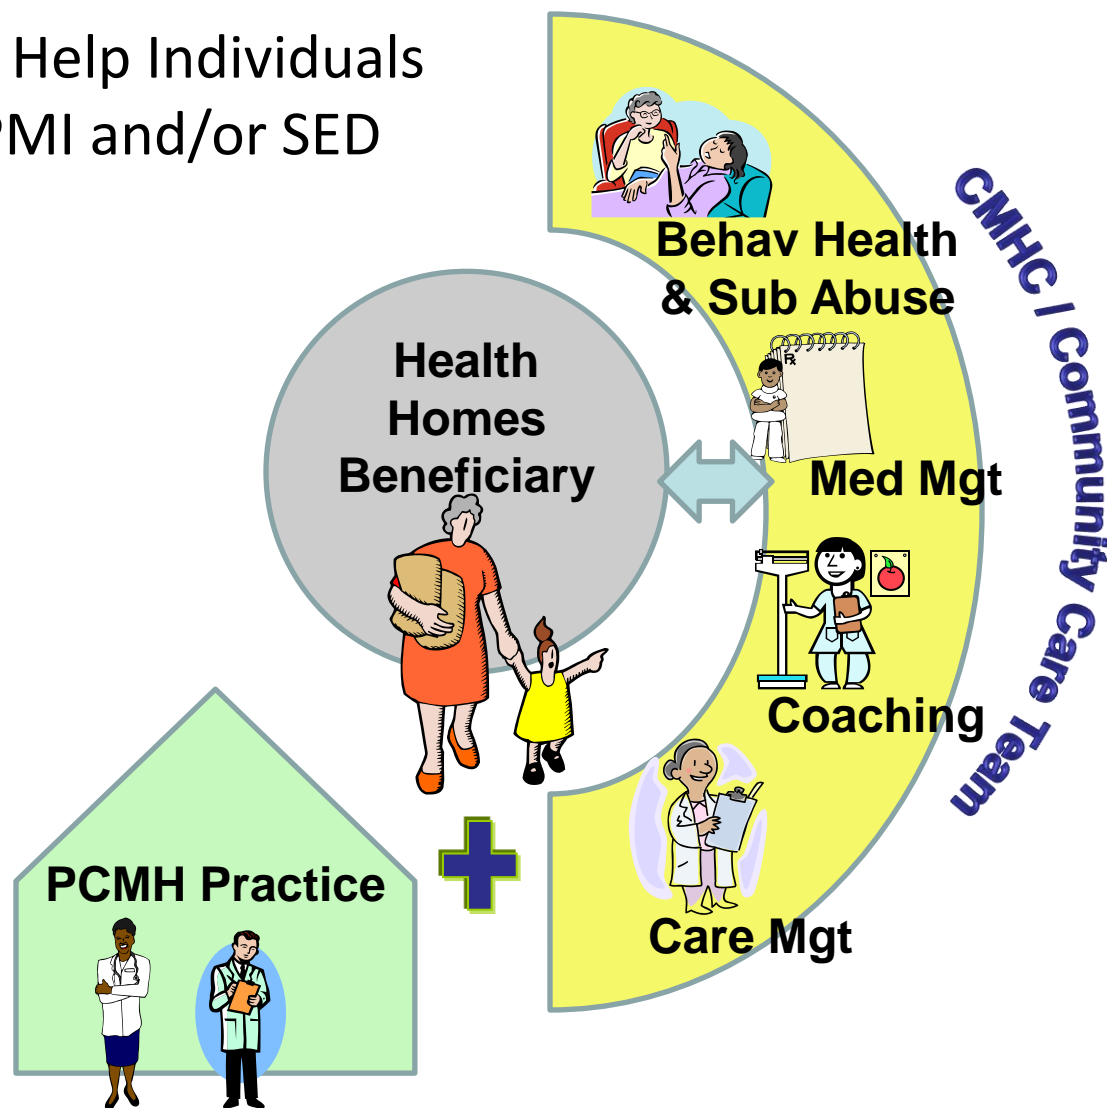 Help Individuals
PMI and/or SED
Behav Health
& Sub Abuse
Health
Homes
Beneficiary
Rx
Med Mgt
Coaching
PCMH Practice
Care Mgt
CMHC / Community Care Team